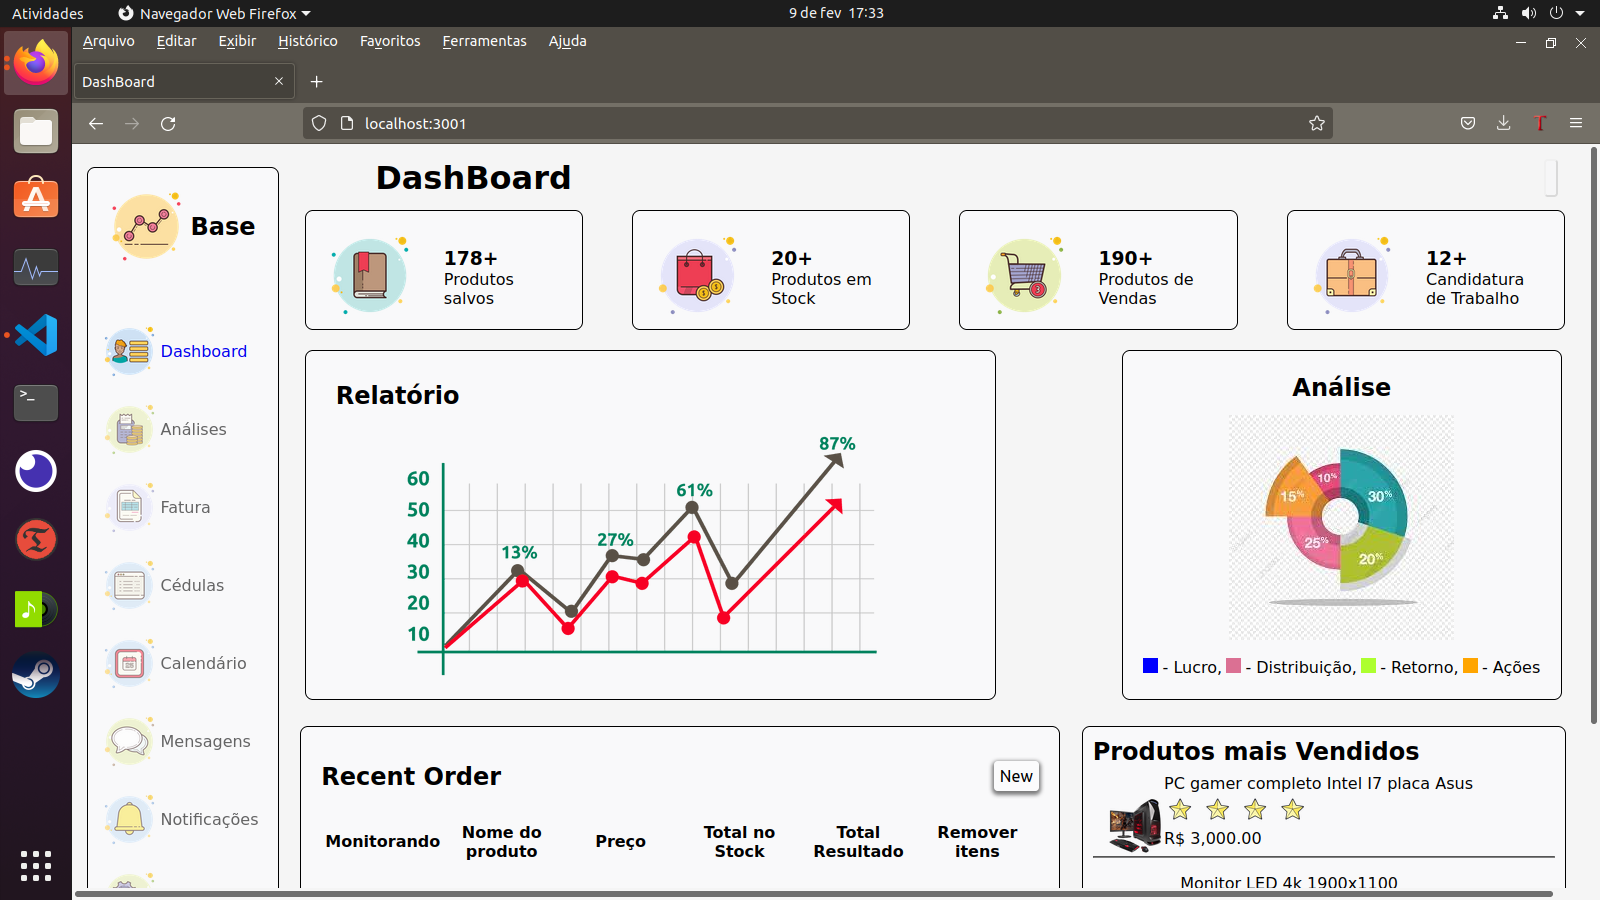 Atividades
Navegador Web Firefox
9 de fev 17:33
Arquivo
Editar
Exibir
Histórico
Favoritos
Ferramentas
Ajuda
DashBoard
localhost:3001
Base
Dashboard
Análises
Fatura
Cédulas
Calendário
Mensagens
Notificações
DashBoard
178+
Produtos
salvos
20+
Produtos em
Stock
190+
Produtos de
Vendas
12+
Candidatura
de Trabalho
Relatório
60
50
40
30
20
10
13%
27%
61%
87%
Análise
10%
15%
30%
25%
20%
- Lucro, - Distribuição, - Retorno, - Ações
Recent Order
New
Monitorando
Nome do
produto
Preço
Total no
Stock
Total
Resultado
Remover
itens
Produtos mais Vendidos
PC gamer completo Intel I7 placa Asus
R$ 3,000.00
Monitor LED 4k 1900x1100